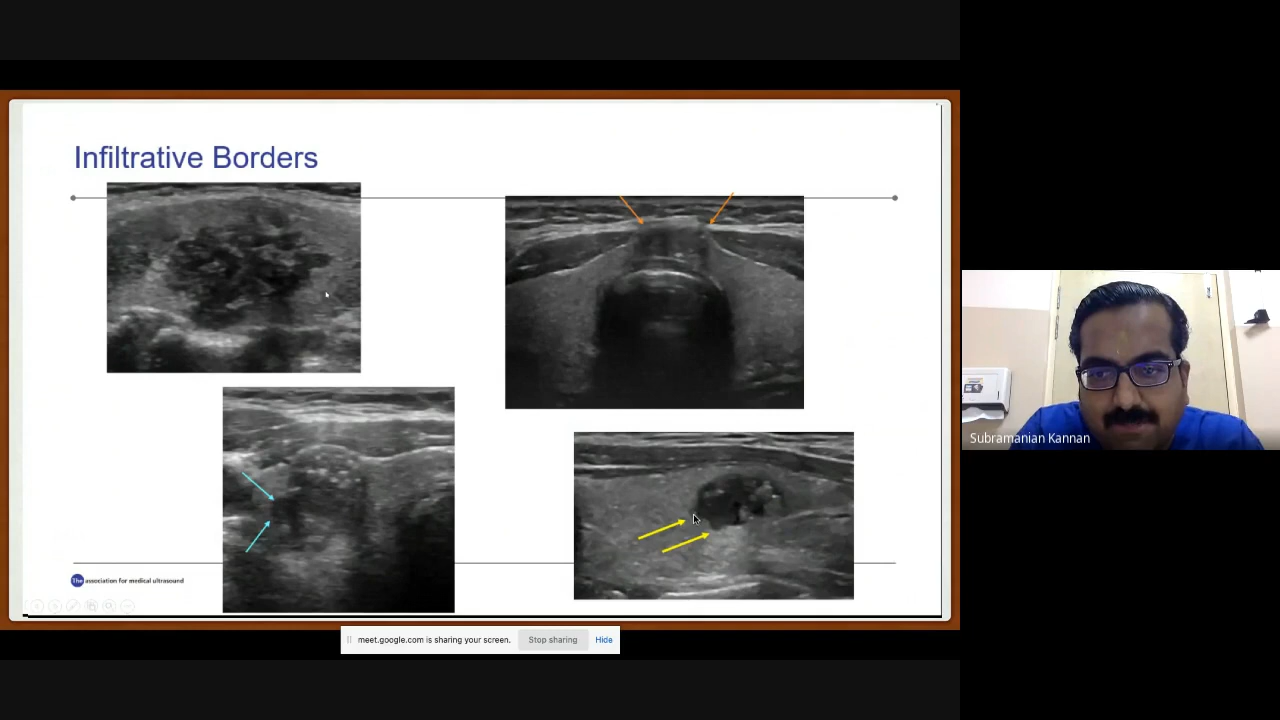 Infiltrative Borders
The association for medical ultrasound
meet.google.com is sharing your screen. Stop sharing Hide
Subramanian Kannan